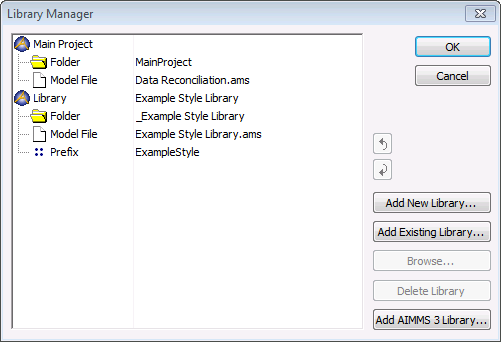 Library Manager
Main Project
Folder MainProject
Model File Data Reconciliation.ams
Library Example Style Library
Folder _Example Style Library
Model File Example Style Library.ams
Prefix ExampleStyle
OK
Cancel
Add New Library...
Add Existing Library...
Browse...
Delete Library
Add AIMMS 3 Library...